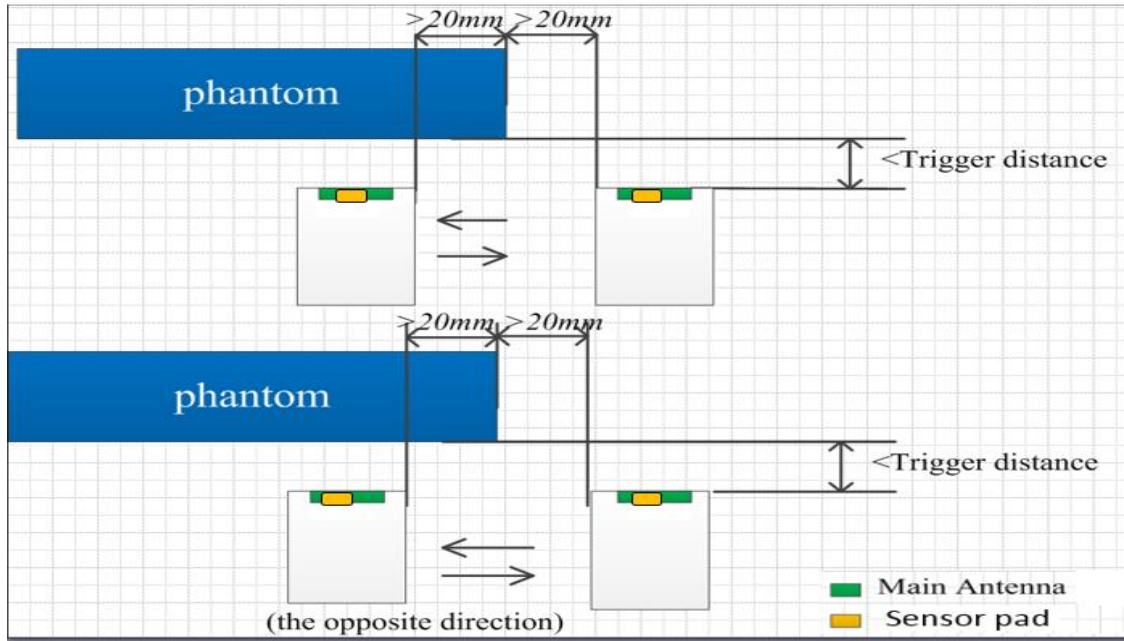 >20mm >20mm
phantom
<Trigger distance
>20mm >20mm
phantom
<Trigger distance
(the opposite direction)
Main Antenna
Sensor pad